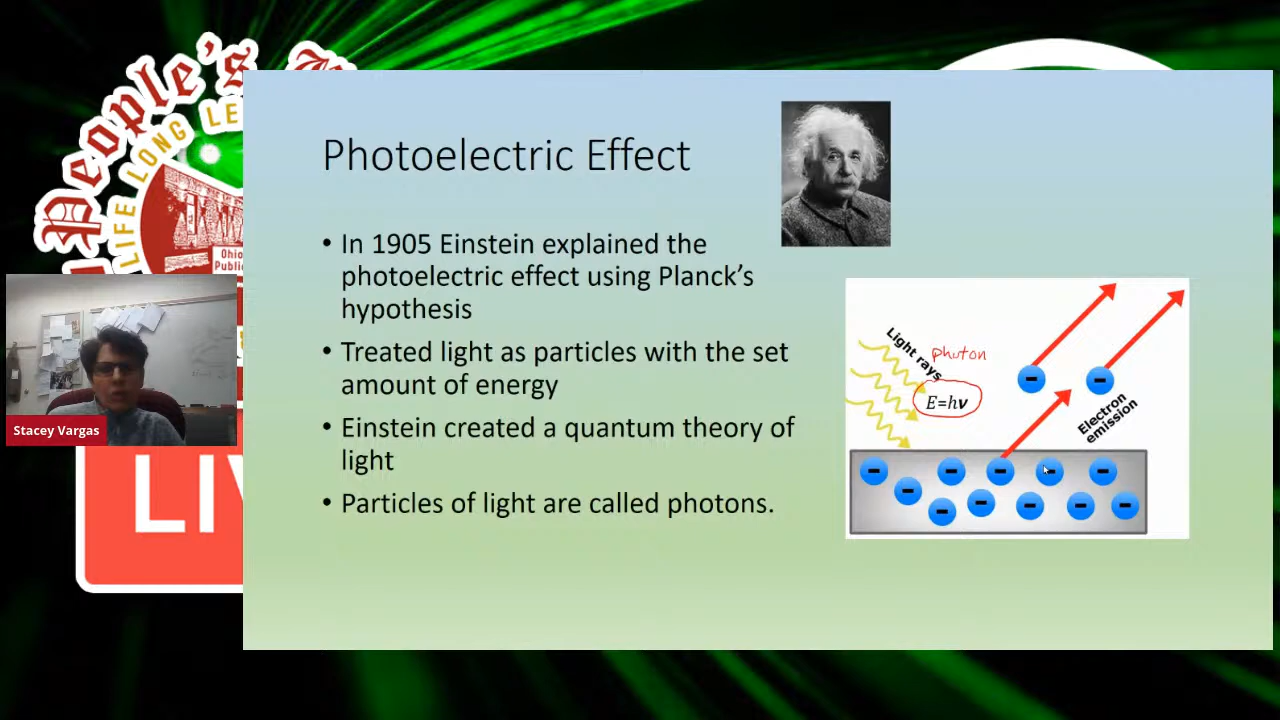 People's
LIFE LONG LE
Ohio
Publi
Photoelectric Effect
• In 1905 Einstein explained the
photoelectric effect using Planck’s
hypothesis
• Treated light as particles with the set
amount of energy
• Einstein created a quantum theory of
light
• Particles of light are called photons.
Light rays
photon
E=hν
Electron
emission
Stacey Vargas
LIV